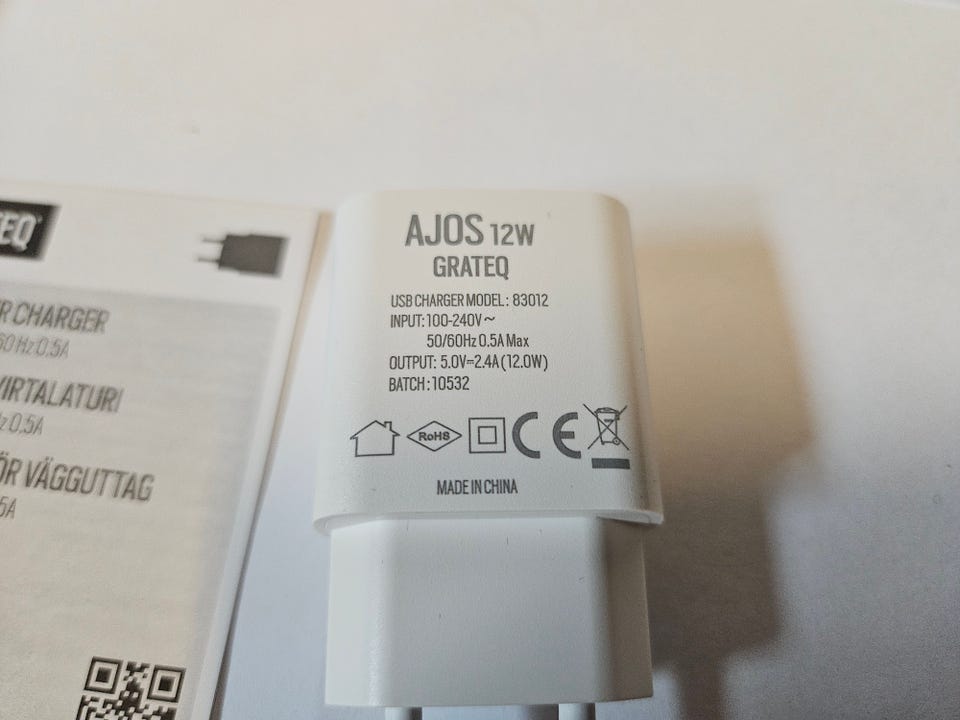 AJOS 12W
GRATEQ
USB CHARGER MODEL: 83012
INPUT: 100-240V~
50/60Hz 0.5A Max
OUTPUT: 5.0V⎓2.4A (12.0W)
BATCH: 10532
RoHS
CE
MADE IN CHINA
EQ
R CHARGER
60 Hz 0.5A
VIRTALATURI
z 0.5A
ÖR VÄGGUTTAG
5A